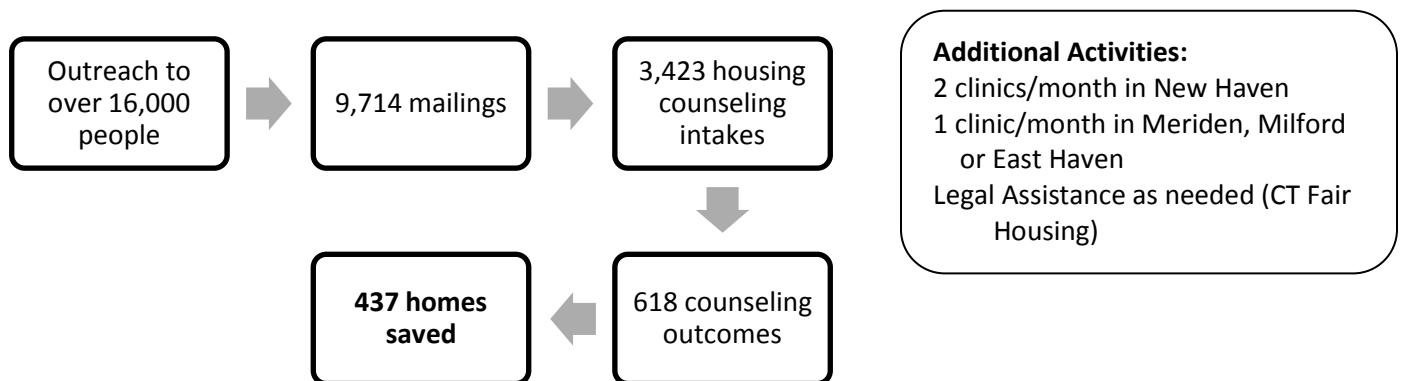 Outreach to
over 16,000
people
9,714 mailings
3,423 housing
counseling
intakes
618 counseling
outcomes
437 homes
saved
Additional Activities:
2 clinics/month in New Haven
1 clinic/month in Meriden, Milford
or East Haven
Legal Assistance as needed (CT Fair
Housing)